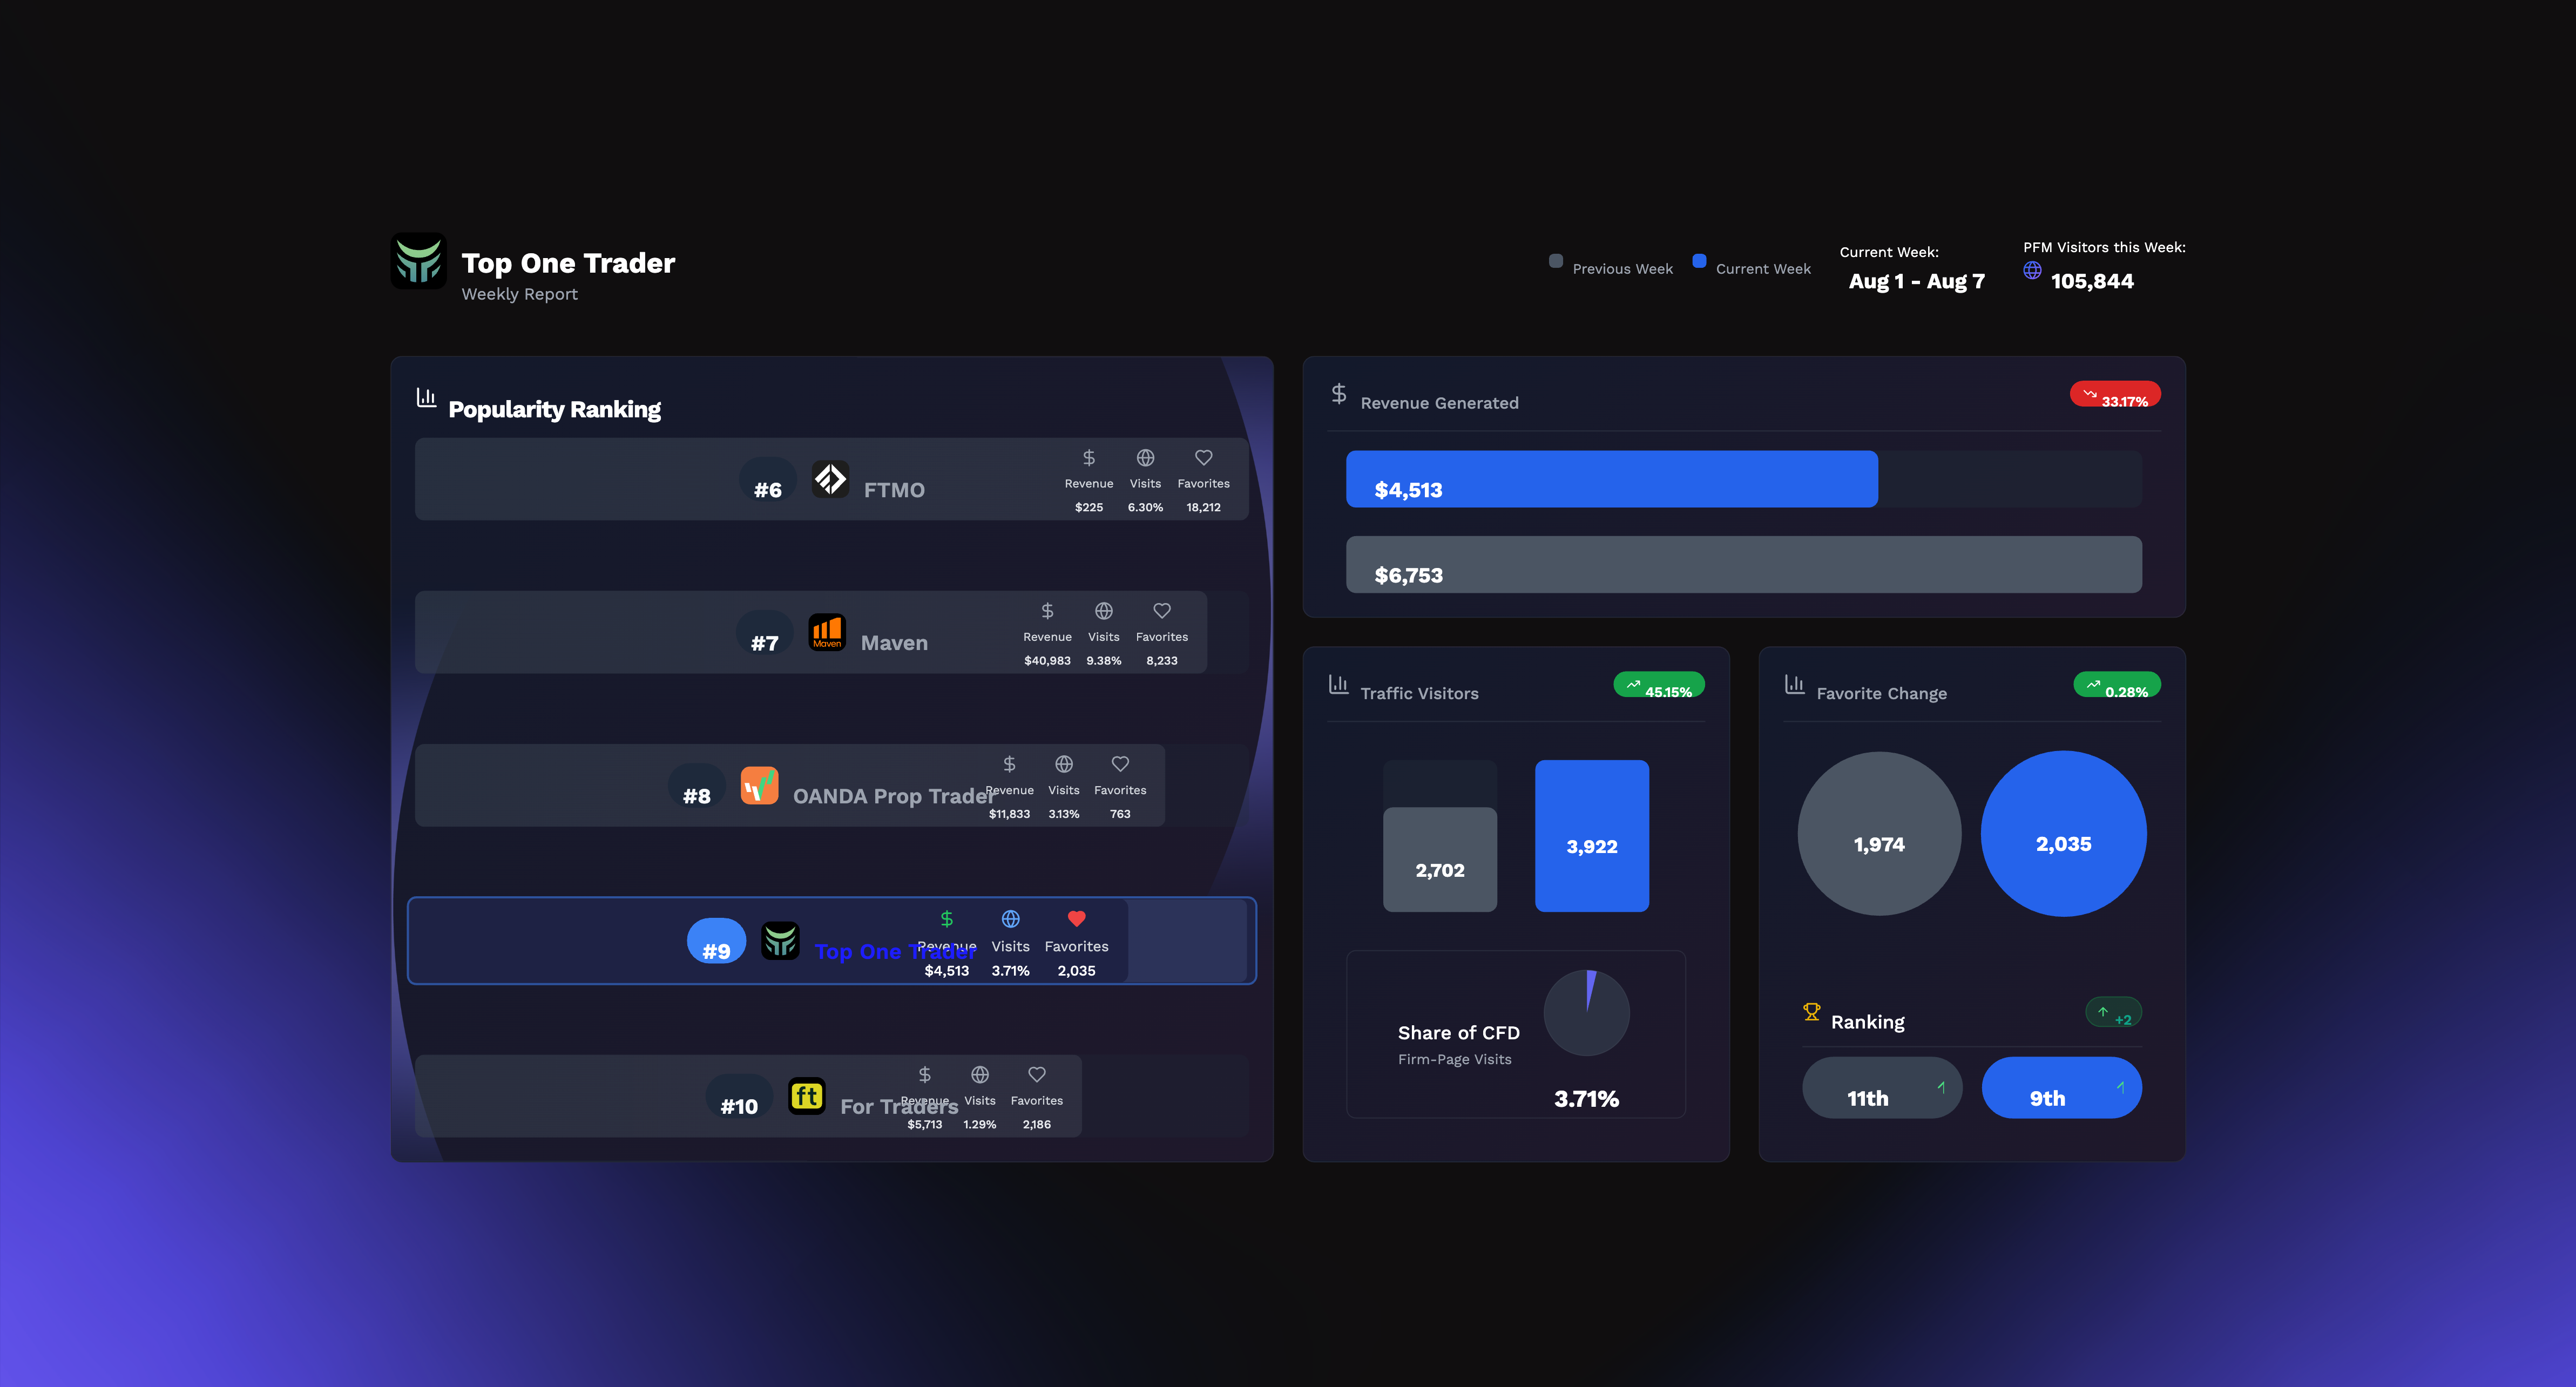 Top One Trader
Weekly Report
Previous Week
Current Week
Current Week:
Aug 1 - Aug 7
PFM Visitors this Week:
105,844
Popularity Ranking
#6
FTMO
Revenue Visits Favorites
$225 6.30% 18,212
#7
Maven
Maven
Revenue Visits Favorites
$40,983 9.38% 8,233
#8
OANDA Prop Trader
Revenue Visits Favorites
$11,833 3.13% 763
#9
Top One Trader
Revenue Visits Favorites
$4,513 3.71% 2,035
#10
ft
For Traders
Revenue Visits Favorites
$5,713 1.29% 2,186
Revenue Generated
33.17%
$4,513
$6,753
Traffic Visitors
45.15%
2,702
3,922
Share of CFD
Firm-Page Visits
3.71%
Favorite Change
0.28%
1,974
2,035
Ranking
+2
11th
9th